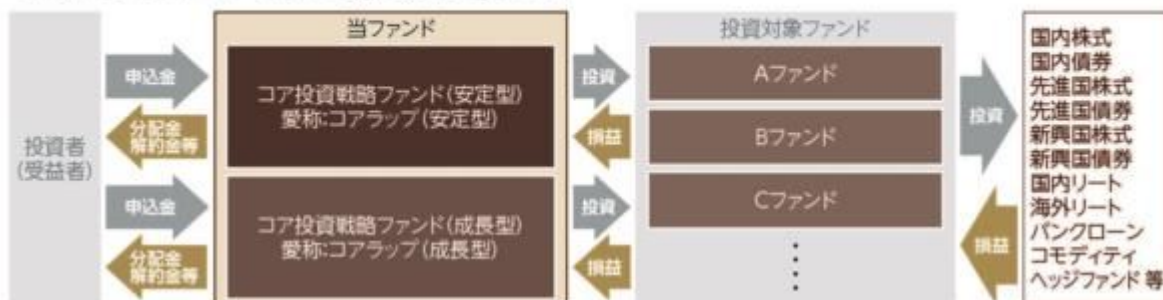 投資者
(受益者)
申込金
分配金
解約金等
申込金
分配金
解約金等
当ファンド
コア投資戦略ファンド(安定型)
愛称:コアラップ(安定型)
コア投資戦略ファンド(成長型)
愛称:コアラップ(成長型)
投資
損益
投資
損益
投資対象ファンド
Aファンド
Bファンド
Cファンド
投資
損益
国内株式
国内債券
先進国株式
先進国債券
新興国株式
新興国債券
国内リート
海外リート
バンクローン
コモディティ
ヘッジファンド 等